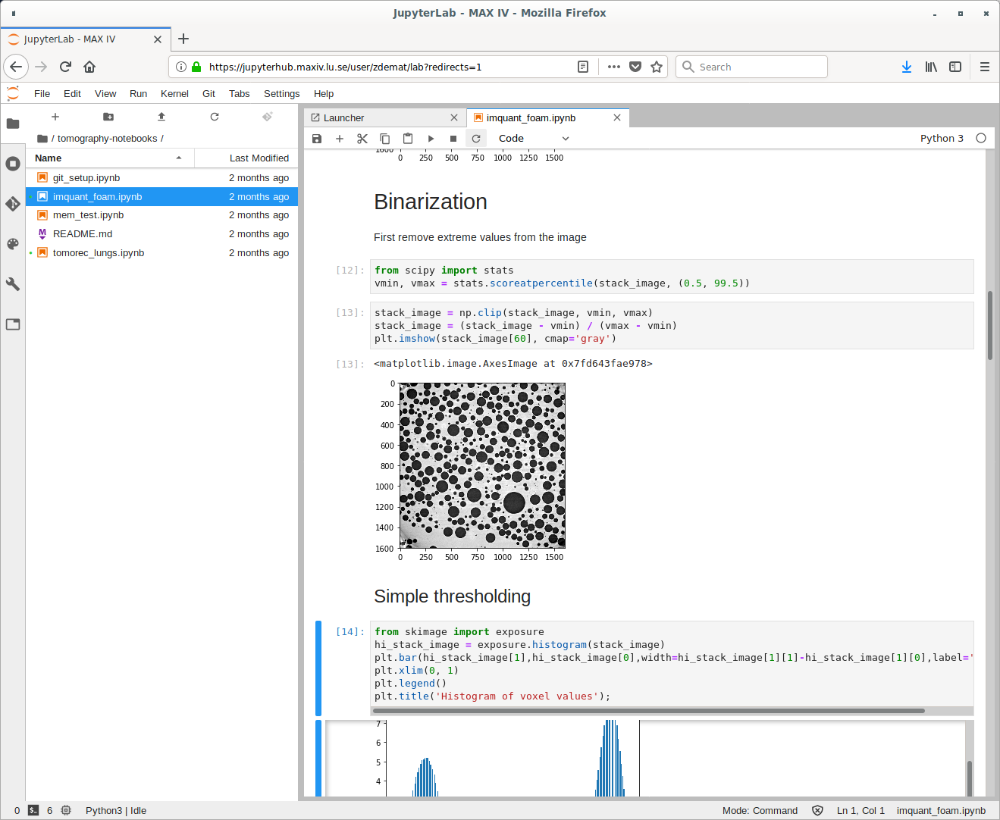 JupyterLab - MAX IV - Mozilla Firefox
JupyterLab - MAX IV
https://jupyterhub.maxiv.lu.se/user/zdemat/lab?redirects=1
Search
File Edit View Run Kernel Git Tabs Settings Help
Launcher
imquant_foam.ipynb
/ tomography-notebooks /
Code
Python 3
Name
Last Modified
git_setup.ipynb 2 months ago
imquant_foam.ipynb 2 months ago
mem_test.ipynb 2 months ago
README.md 2 months ago
tomorec_lungs.ipynb 2 months ago
1600
0 250 500 750 1000 1250 1500
Binarization
First remove extreme values from the image
[12]:
from scipy import stats
vmin, vmax = stats.scoreatpercentile(stack_image, (0.5, 99.5))
[13]:
stack_image = np.clip(stack_image, vmin, vmax)
stack_image = (stack_image - vmin) / (vmax - vmin)
plt.imshow(stack_image[60], cmap='gray')
[13]:
<matplotlib.image.AxesImage at 0x7fd643fae978>
0
200
400
600
800
1000
1200
1400
1600
0 250 500 750 1000 1250 1500
Simple thresholding
[14]:
from skimage import exposure
hi_stack_image = exposure.histogram(stack_image)
plt.bar(hi_stack_image[1],hi_stack_image[0],width=hi_stack_image[1][1]-hi_stack_image[1][0],label='
plt.xlim(0, 1)
plt.legend()
plt.title('Histogram of voxel values');
7
6
5
4
0 $_ 6 Python3 | Idle
Mode: Command Ln 1, Col 1 imquant_foam.ipynb